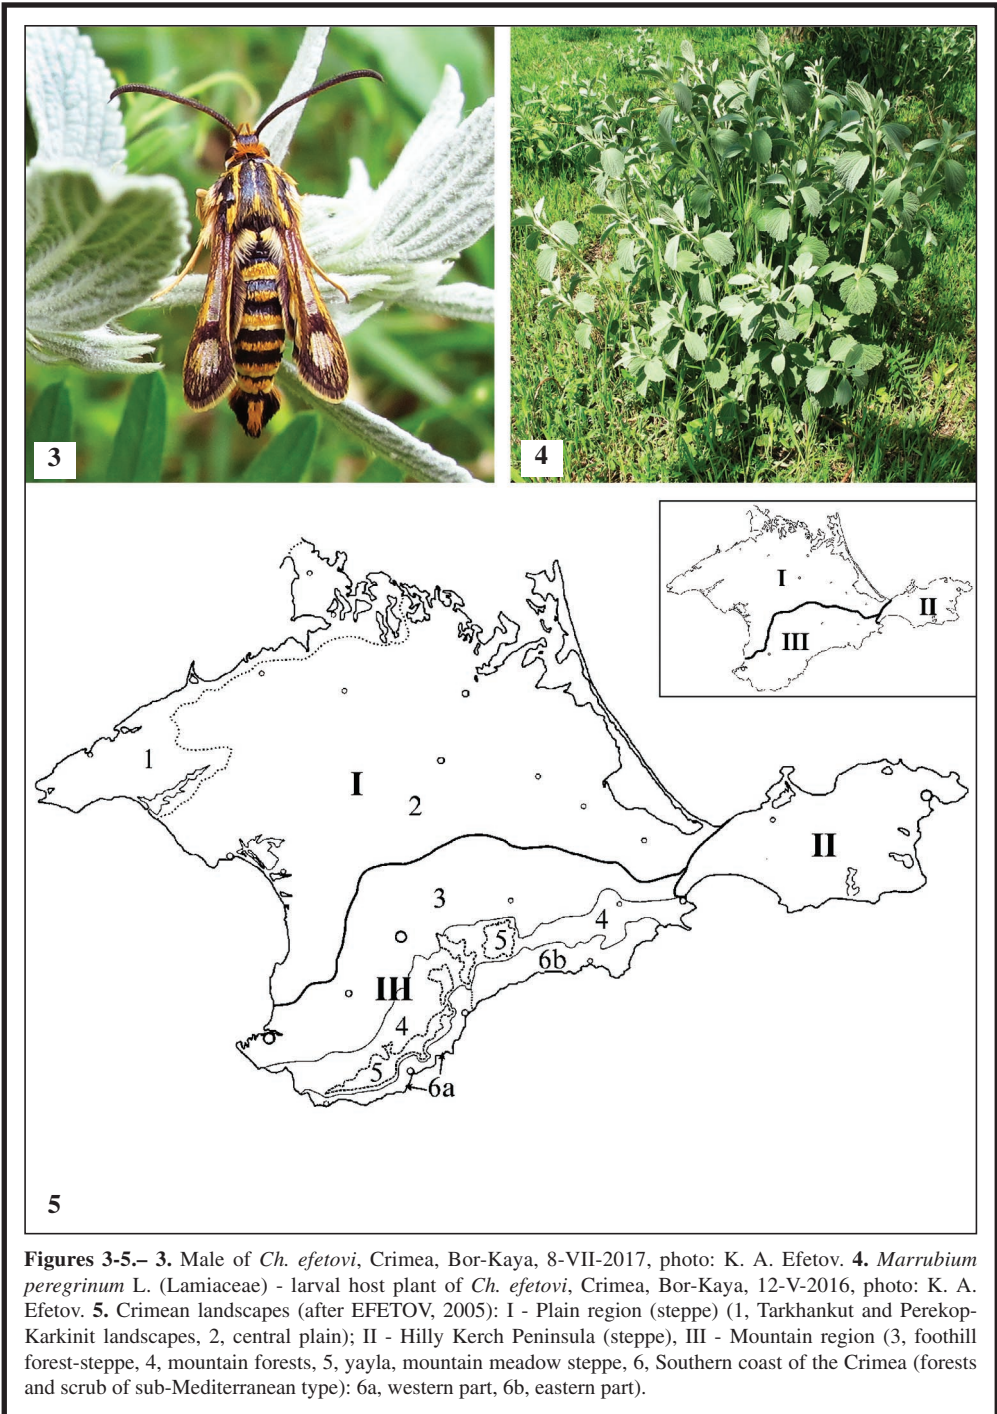 3
4
I
II
III
1
I
2
II
3
4
5
6b
III
4
5
6a
5
Figures 3-5.– 3. Male of Ch. efetovi, Crimea, Bor-Kaya, 8-VII-2017, photo: K. A. Efetov. 4. Marrubium
peregrinum L. (Lamiaceae) - larval host plant of Ch. efetovi, Crimea, Bor-Kaya, 12-V-2016, photo: K. A.
Efetov. 5. Crimean landscapes (after EFETOV, 2005): I - Plain region (steppe) (1, Tarkhankut and Perekop-
Karkinit landscapes, 2, central plain); II - Hilly Kerch Peninsula (steppe), III - Mountain region (3, foothill
forest-steppe, 4, mountain forests, 5, yayla, mountain meadow steppe, 6, Southern coast of the Crimea (forests
and scrub of sub-Mediterranean type): 6a, western part, 6b, eastern part).